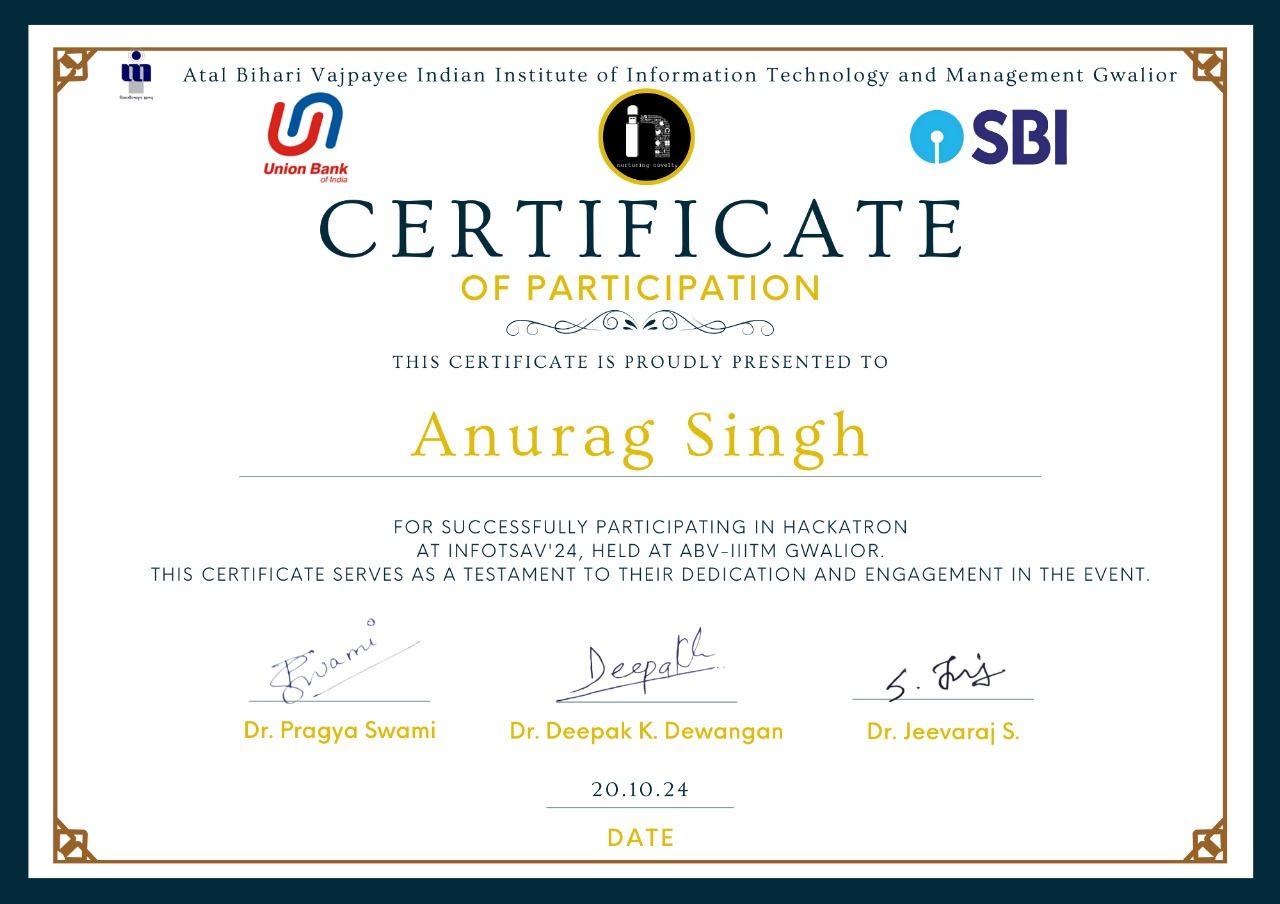 Atal Bihari Vajpayee Indian Institute of Information Technology and Management Gwalior
Union Bank
of India
in
nurturing novelty
SBI
CERTIFICATE
OF PARTICIPATION
THIS CERTIFICATE IS PROUDLY PRESENTED TO
Anurag Singh
FOR SUCCESSFULLY PARTICIPATING IN HACKATRON
AT INFOTSAV'24, HELD AT ABV-IIITM GWALIOR.
THIS CERTIFICATE SERVES AS A TESTAMENT TO THEIR DEDICATION AND ENGAGEMENT IN THE EVENT.
Swami
Deepak
Dr. Pragya Swami
Dr. Deepak K. Dewangan
Dr. Jeevaraj S.
20.10.24
DATE